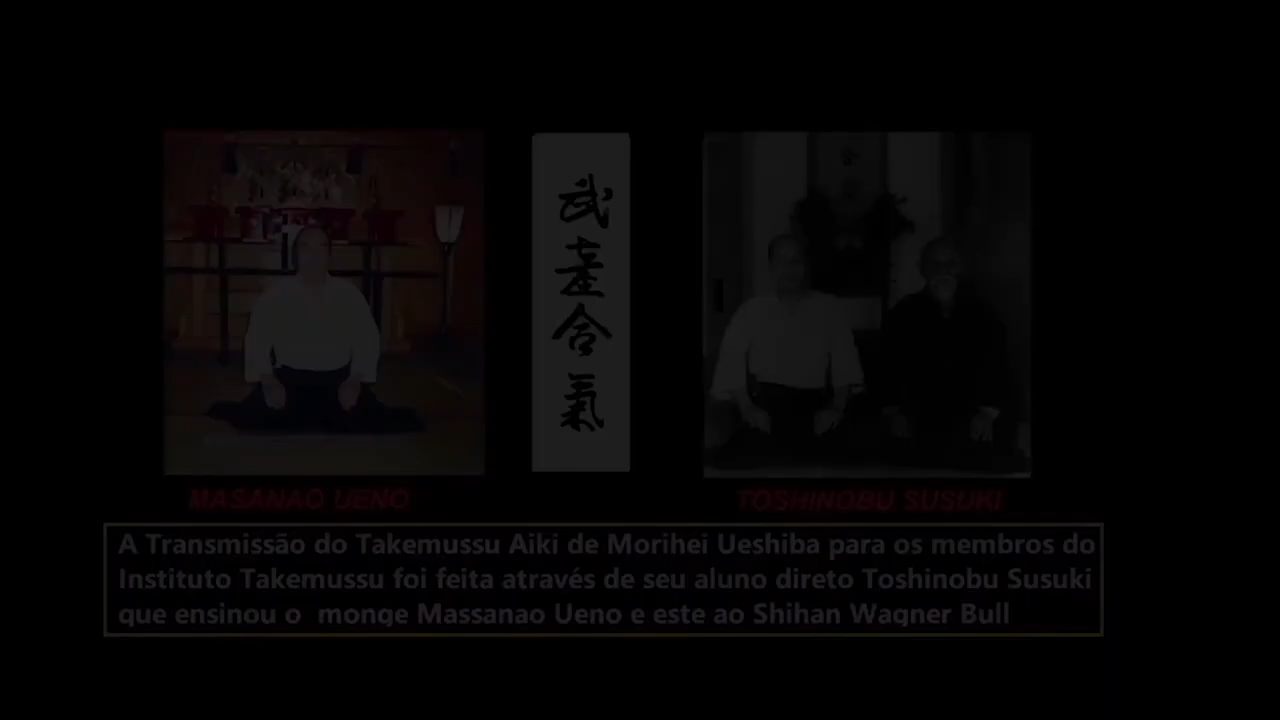 武
産
合
氣
MASANAO UENO
TOSHINOBU SUSUKI
A Transmissão do Takemussu Aiki de Morihei Ueshiba para os membros do
Instituto Takemussu foi feita através de seu aluno direto Toshinobu Susuki
que ensinou o monge Massanao Ueno e este ao Shihan Wagner Bull